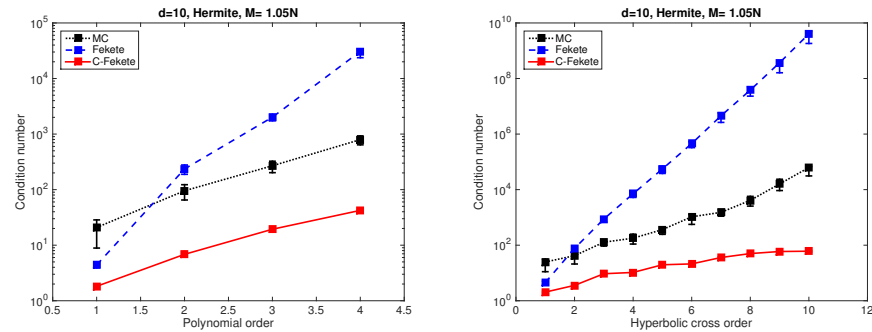 d=10, Hermite, M= 1.05N
10^5
10^4
10^3
10^2
10^1
10^0
Condition number
MC
Fekete
C-Fekete
0.5 1 1.5 2 2.5 3 3.5 4 4.5
Polynomial order
d=10, Hermite, M= 1.05N
10^10
10^8
10^6
10^4
10^2
10^0
Condition number
MC
Fekete
C-Fekete
0 2 4 6 8 10 12
Hyperbolic cross order